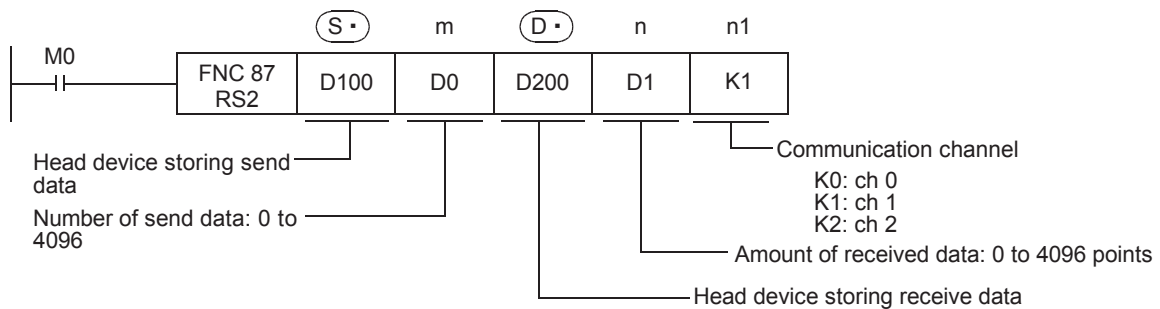 S· m D· n n1
M0
FNC 87
RS2
D100 D0 D200 D1 K1
Head device storing send
data
Number of send data: 0 to
4096
Communication channel
K0: ch 0
K1: ch 1
K2: ch 2
Amount of received data: 0 to 4096 points
Head device storing receive data